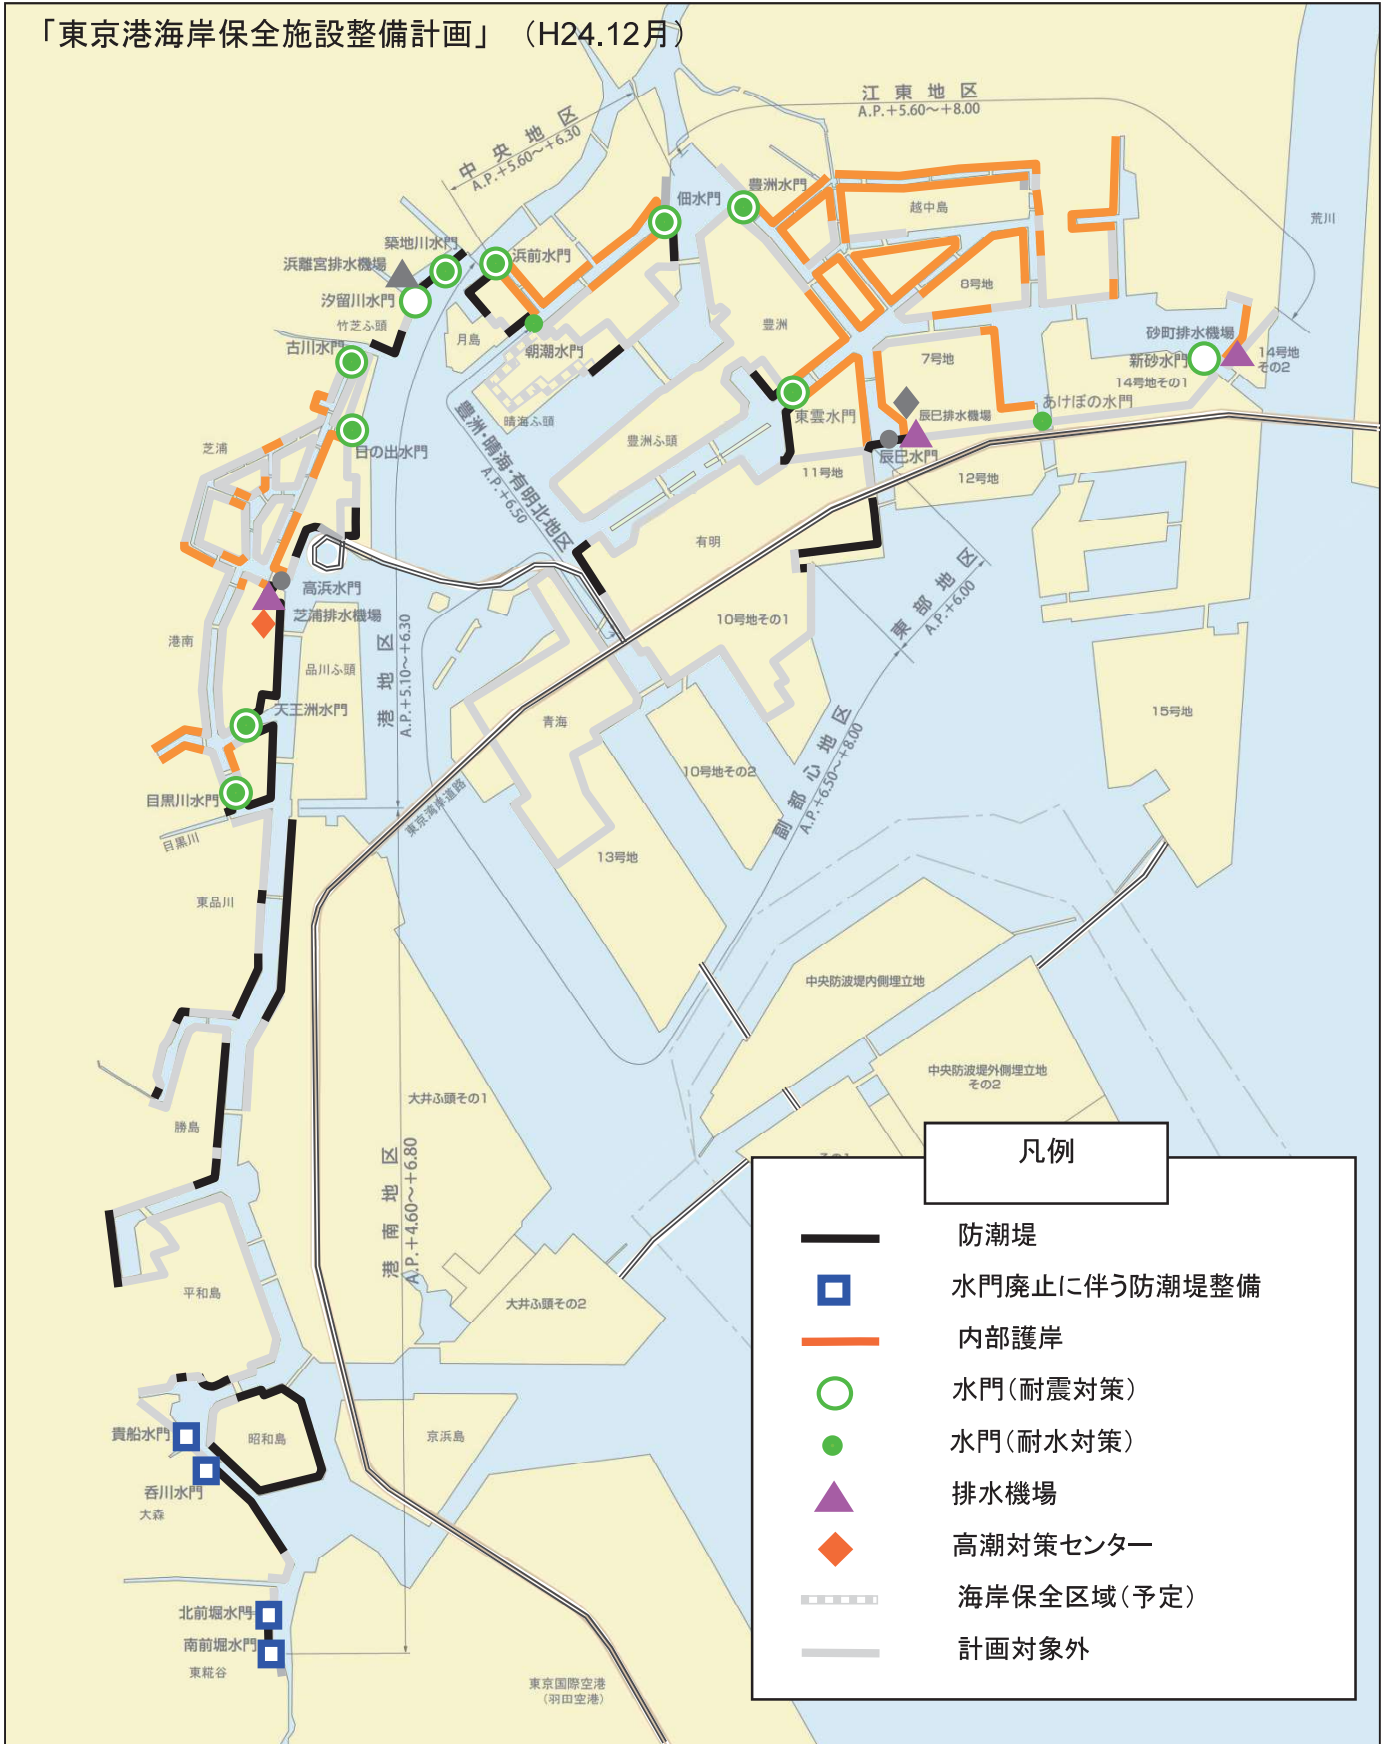 「東京港海岸保全施設整備計画」（H24.12月）
江東地区
A.P.+5.60～+8.00
中央地区
A.P.+5.60～+6.30
佃水門
豊洲水門
越中島
荒川
築地川水門
浜離宮排水機場
浜前水門
汐留川水門
竹芝ふ頭
月島
8号地
豊洲
古川水門
朝潮水門
7号地
砂町排水機場
新砂水門
14号地
その2
14号地その1
あけぼの水門
晴海ふ頭
東雲水門
辰巳排水機場
辰巳水門
芝浦
日の出水門
豊洲ふ頭
11号地
12号地
豊洲・晴海・有明北地区
A.P.+6.50
有明
高浜水門
芝浦排水機場
港南
品川ふ頭
港地区
A.P.+5.10～+6.30
10号地その1
東部地区
A.P.+6.00
天王洲水門
青海
15号地
10号地その2
副都心地区
A.P.+6.50～+8.00
目黒川水門
目黒川
東京湾岸道路
13号地
東品川
中央防波堤内側埋立地
中央防波堤外側埋立地
その2
大井ふ頭その1
勝島
港南地区
A.P.+4.60～+6.80
平和島
大井ふ頭その2
貴船水門
昭和島
京浜島
呑川水門
大森
北前堀水門
南前堀水門
東糀谷
東京国際空港
（羽田空港）
凡例
防潮堤
水門廃止に伴う防潮堤整備
内部護岸
水門（耐震対策）
水門（耐水対策）
排水機場
高潮対策センター
海岸保全区域（予定）
計画対象外